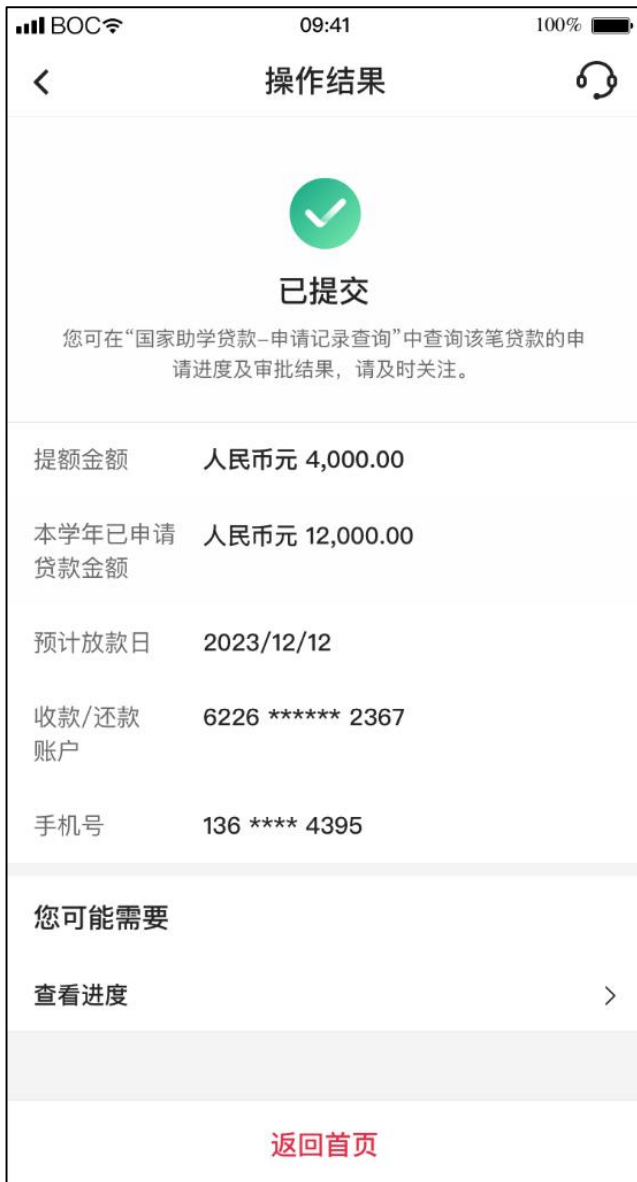 BOC 09:41 100%
操作结果
已提交
您可在“国家助学贷款–申请记录查询”中查询该笔贷款的申
请进度及审批结果，请及时关注。
提额金额 人民币元 4,000.00
本学年已申请 人民币元 12,000.00
贷款金额
预计放款日 2023/12/12
收款/还款 6226 ****** 2367
账户
手机号 136 **** 4395
您可能需要
查看进度
返回首页